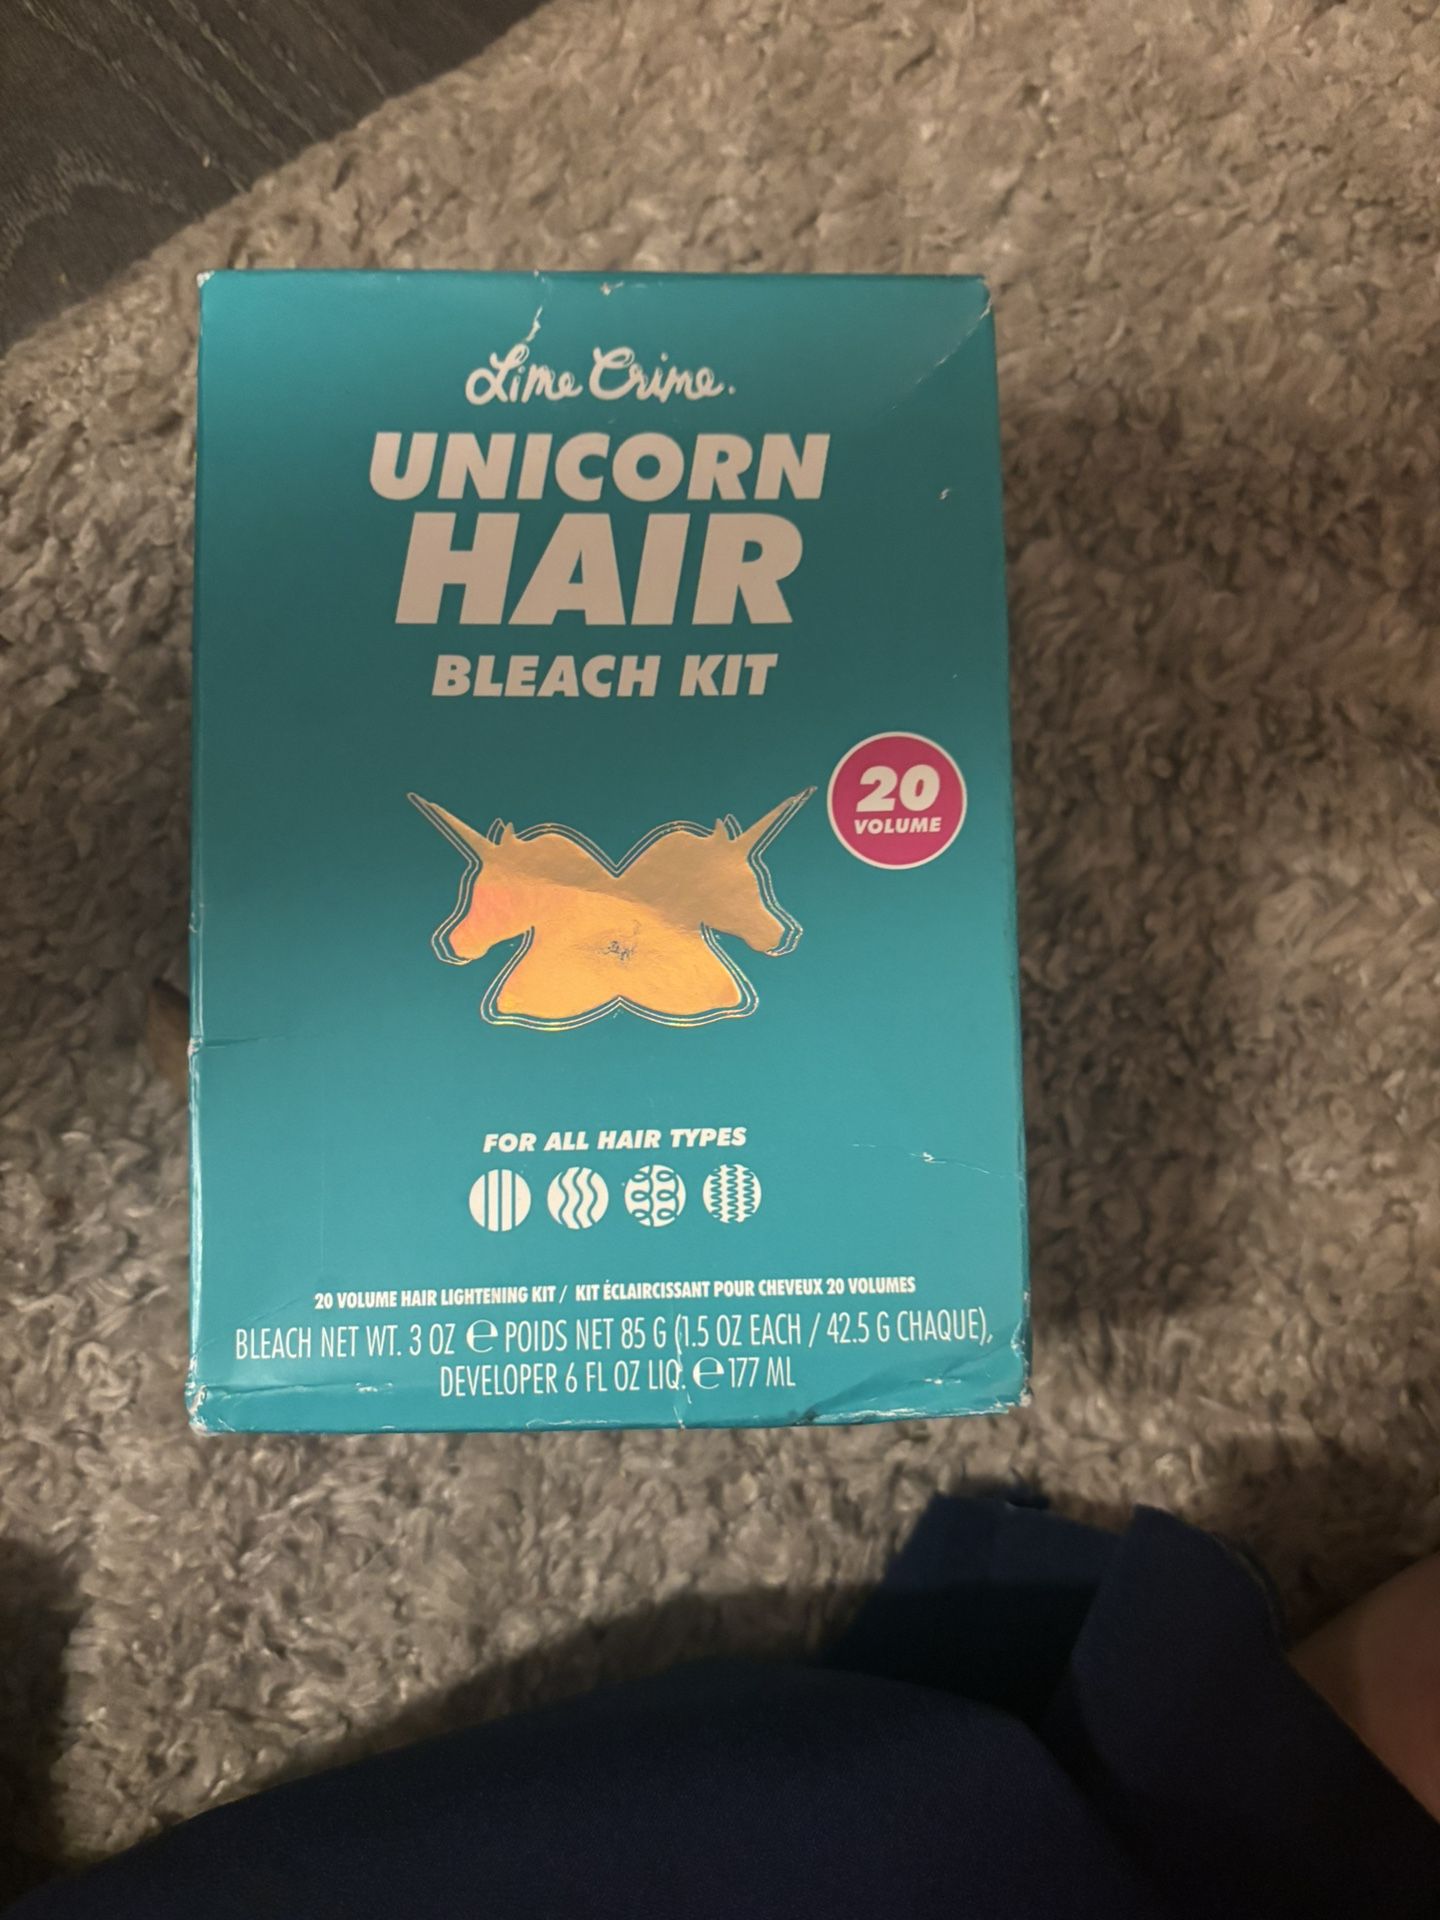 Lime Crime.
UNICORN
HAIR
BLEACH KIT
20
VOLUME
FOR ALL HAIR TYPES
20 VOLUME HAIR LIGHTENING KIT / KIT ÉCLAIRCISSANT POUR CHEVEUX 20 VOLUMES
BLEACH NET WT. 3 OZ ℮ POIDS NET 85 G (1.5 OZ EACH / 42.5 G CHAQUE),
DEVELOPER 6 FL OZ LIQ. ℮ 177 ML